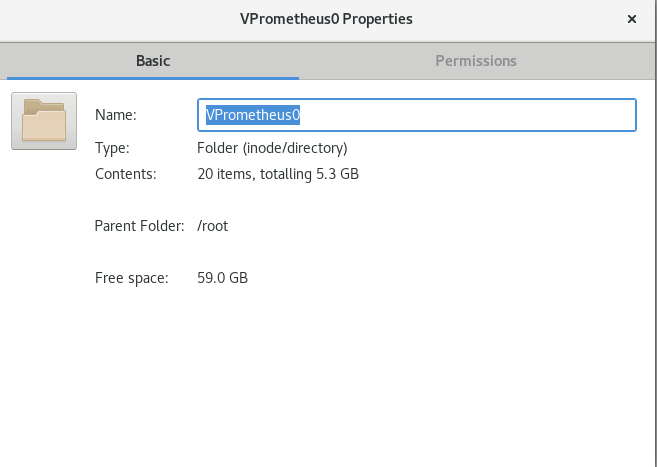 VPrometheus0 Properties ×
Basic Permissions
Name: VPrometheus0
Type: Folder (inode/directory)
Contents: 20 items, totalling 5.3 GB
Parent Folder: /root
Free space: 59.0 GB